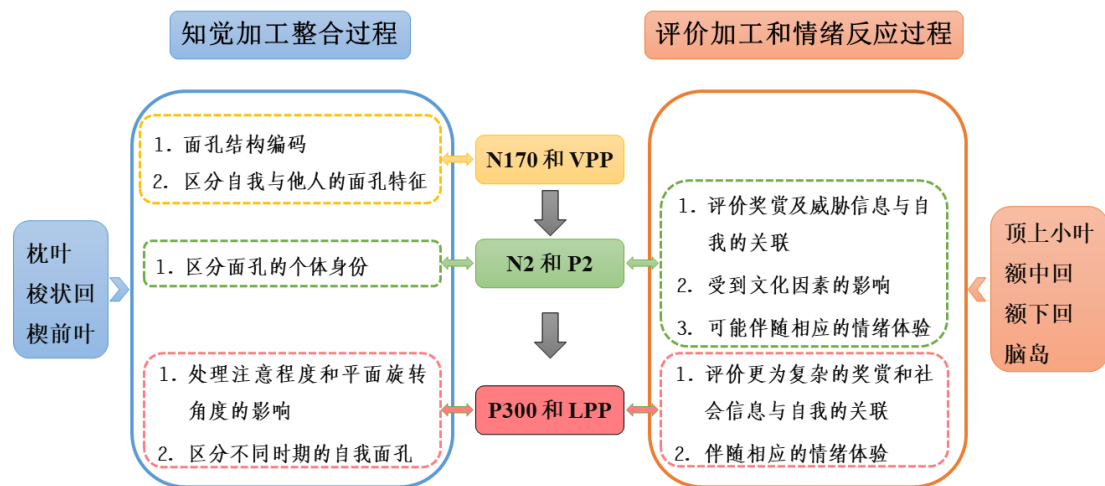 知觉加工整合过程
评价加工和情绪反应过程
枕叶
梭状回
楔前叶
1. 面孔结构编码
2. 区分自我与他人的面孔特征
1. 区分面孔的个体身份
1. 处理注意程度和平面旋转
角度的影响
2. 区分不同时期的自我面孔
N170 和 VPP
N2 和 P2
P300 和 LPP
1. 评价奖赏及威胁信息与自
我的关联
2. 受到文化因素的影响
3. 可能伴随相应的情绪体验
1. 评价更为复杂的奖赏和社
会信息与自我的关联
2. 伴随相应的情绪体验
顶上小叶
额中回
额下回
脑岛